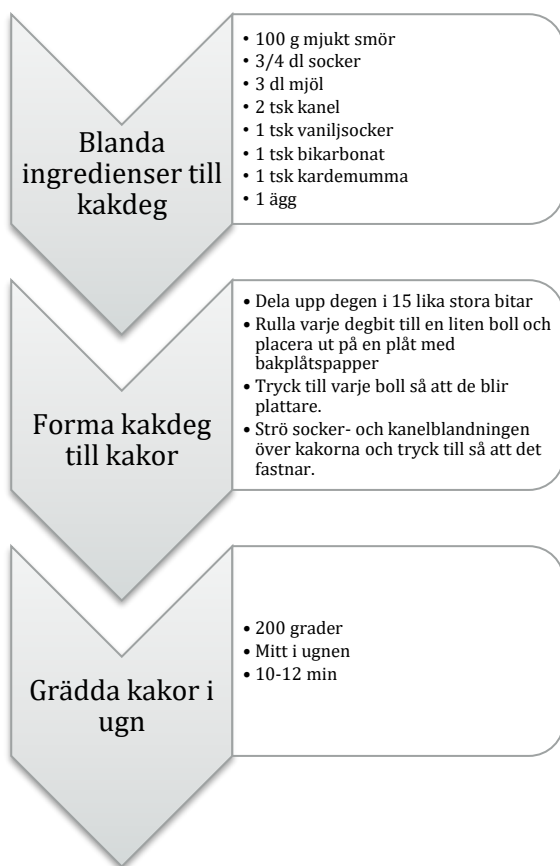 Blanda
ingredienser till
kakdeg
• 100 g mjukt smör
• 3/4 dl socker
• 3 dl mjöl
• 2 tsk kanel
• 1 tsk vaniljsocker
• 1 tsk bikarbonat
• 1 tsk kardemumma
• 1 ägg
Forma kakdeg
till kakor
• Dela upp degen i 15 lika stora bitar
• Rulla varje degbit till en liten boll och
placera ut på en plåt med
bakplåtspapper
• Tryck till varje boll så att de blir
plattare.
• Strö socker- och kanelblandningen
över kakorna och tryck till så att det
fastnar.
Grädda kakor i
ugn
• 200 grader
• Mitt i ugnen
• 10-12 min